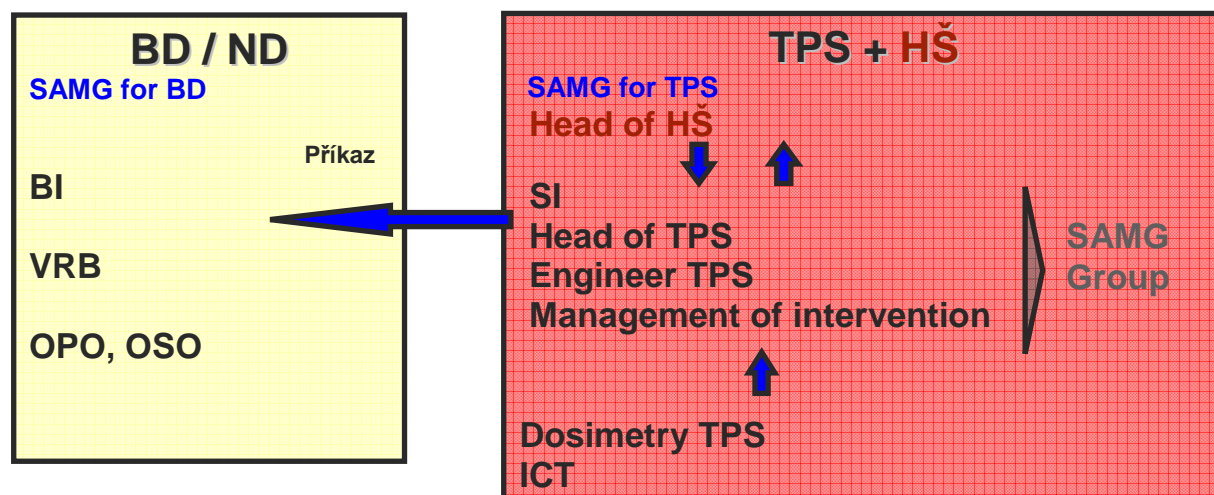 BD / ND
SAMG for BD
Příkaz
BI
VRB
OPO, OSO
TPS + HŠ
SAMG for TPS
Head of HŠ
SI
Head of TPS
Engineer TPS
Management of intervention
SAMG
Group
Dosimetry TPS
ICT